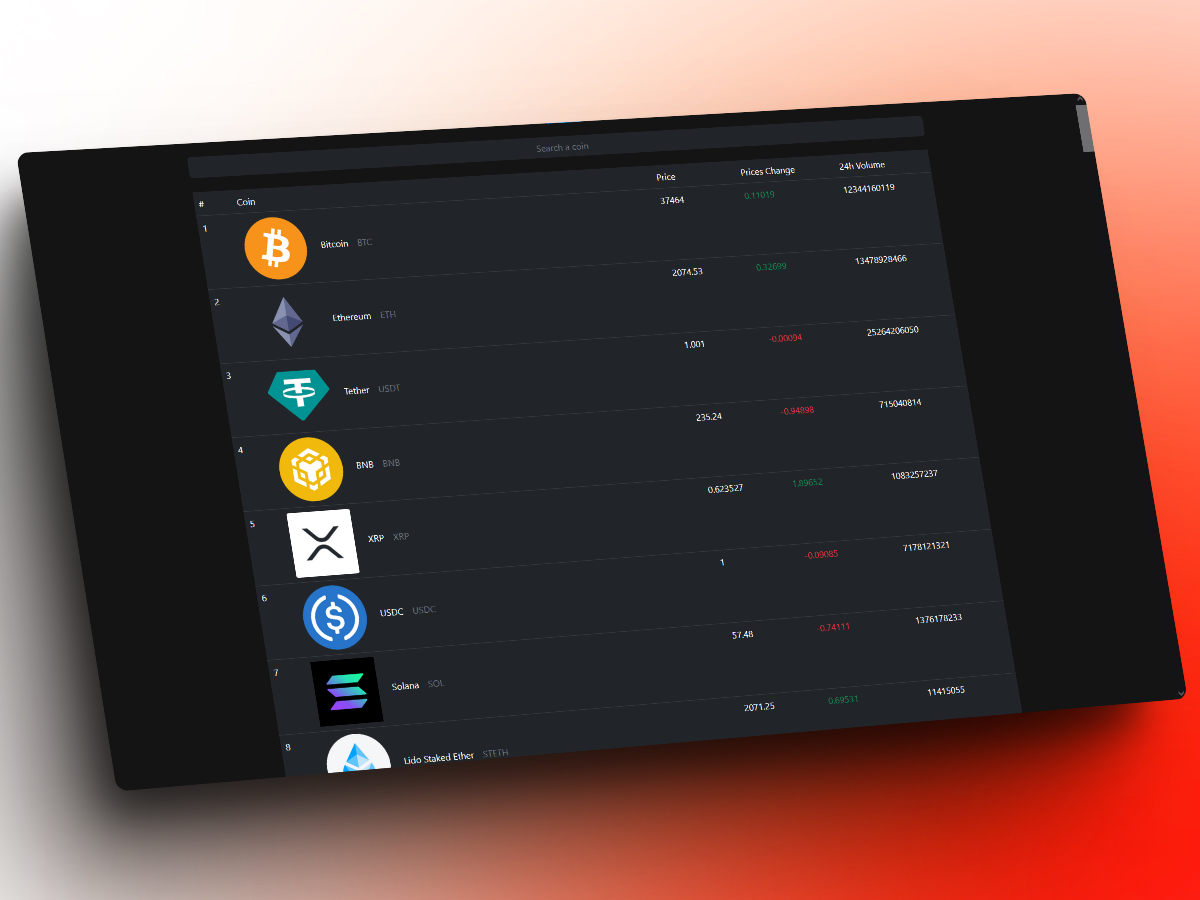 Search a coin
# Coin Price Prices Change 24h Volume
1 Bitcoin BTC 37464 0.11019 12344160119
2 Ethereum ETH 2074.53 0.32699 13478928466
3 Tether USDT 1.001 -0.00094 25264206050
4 BNB BNB 235.24 -0.94898 715040814
5 XRP XRP 0.623527 1.89652 1083257237
6 USDC USDC 1 -0.09085 7178121321
7 Solana SOL 57.48 -0.74111 1376178233
8 Lido Staked Ether STETH 2071.25 0.69531 11415055